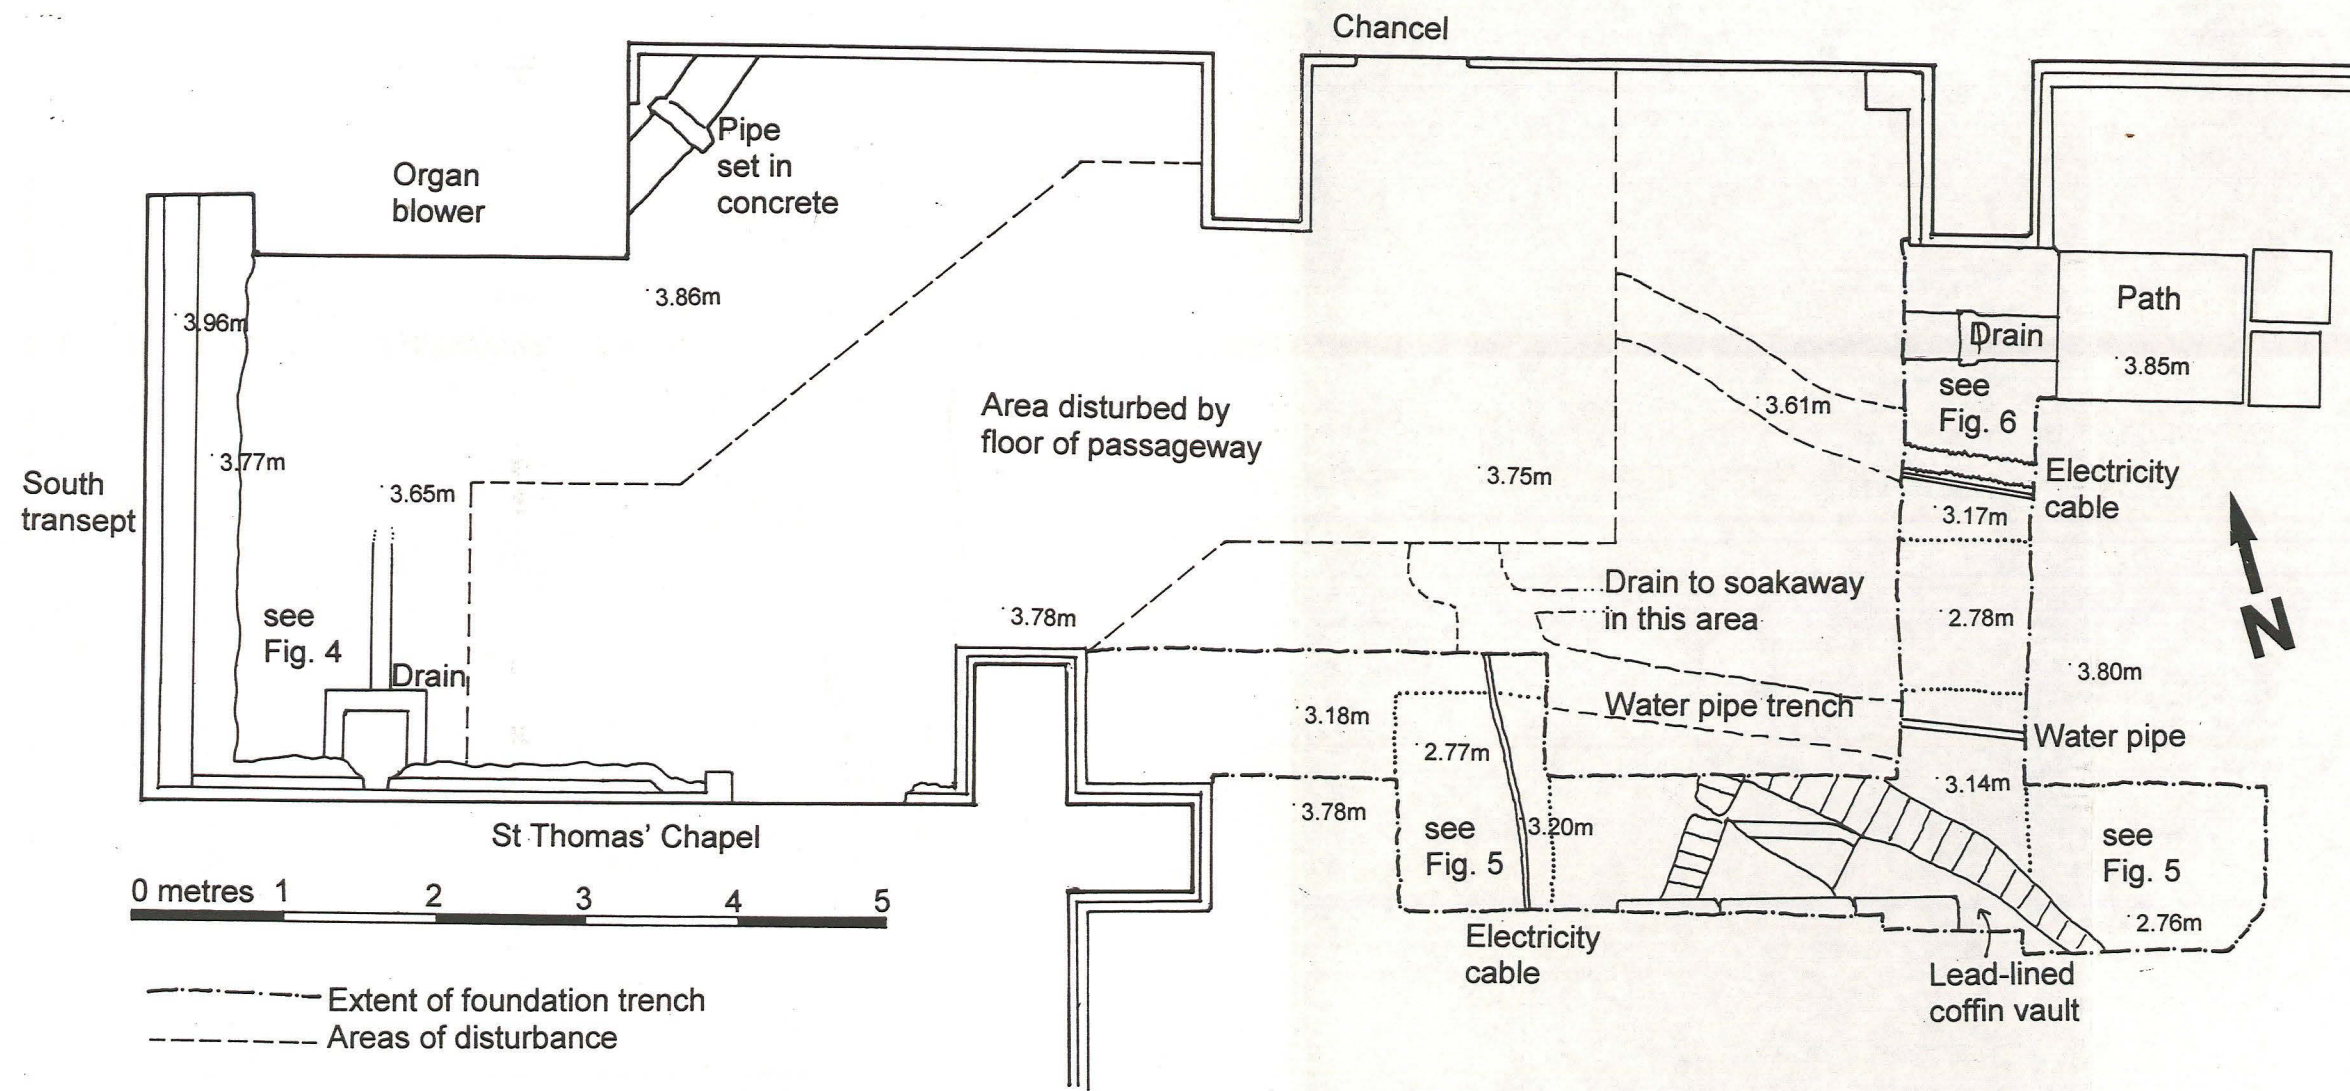 Chancel
Organ
blower
Pipe
set in
concrete
3.86m
3.96m
Path
Drain
3.85m
see
Fig. 6
3.61m
Area disturbed by
floor of passageway
3.77m
3.65m
3.75m
South
transept
Electricity
cable
3.17m
N
Drain to soakaway
in this area
2.78m
3.78m
see
Fig. 4
Drain
3.80m
3.18m
Water pipe trench
Water pipe
2.77m
3.14m
3.78m
3.20m
see
Fig. 5
see
Fig. 5
2.76m
St Thomas’ Chapel
0 metres 1 2 3 4 5
Electricity
cable
Lead-lined
coffin vault
Extent of foundation trench
Areas of disturbance